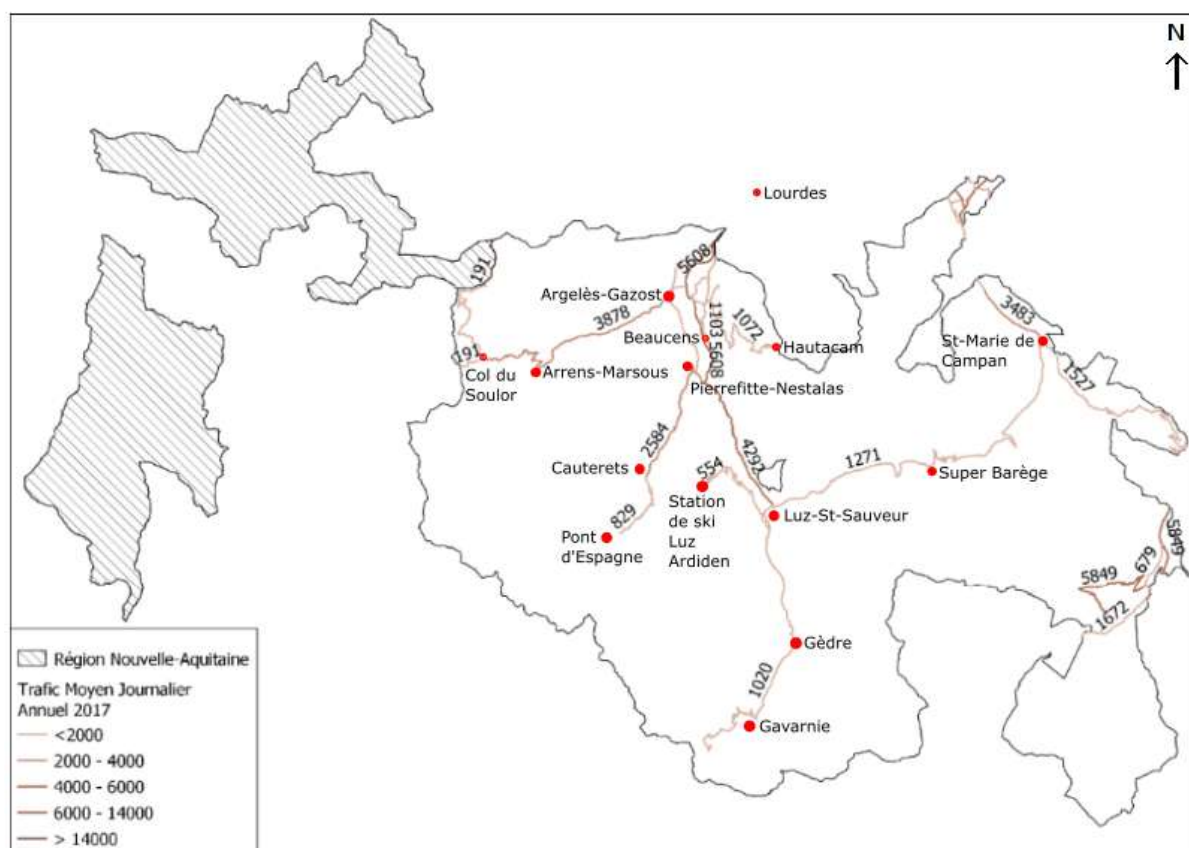 N
Lourdes
191
5608
Argelès-Gazost
3878
1103
1072
3483
Beaucens
Hautacam
St-Marie de
Campan
191
Col du
Soulor
Arrens-Marsous
5608
Pierrefitte-Nestalas
1527
2584
4292
Cauterets
554
1271
Super Barège
Station
de ski
Luz
Ardiden
829
Luz-St-Sauveur
Pont
d'Espagne
5849
679
5849
1672
Gèdre
1020
Gavarnie
Région Nouvelle-Aquitaine
Trafic Moyen Journalier
Annuel 2017
<2000
2000 - 4000
4000 - 6000
6000 - 14000
> 14000